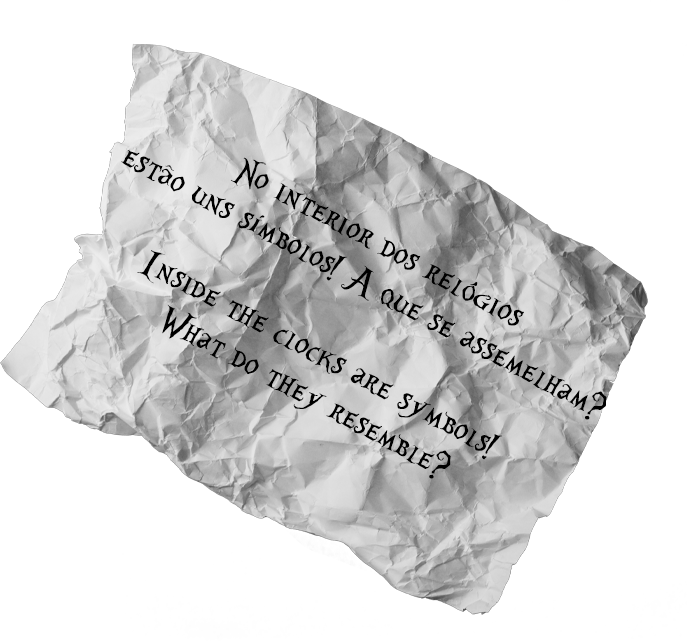 No interior dos relógios
estão uns símbolos! A que se assemelham?
Inside the clocks are symbols!
What do they resemble?